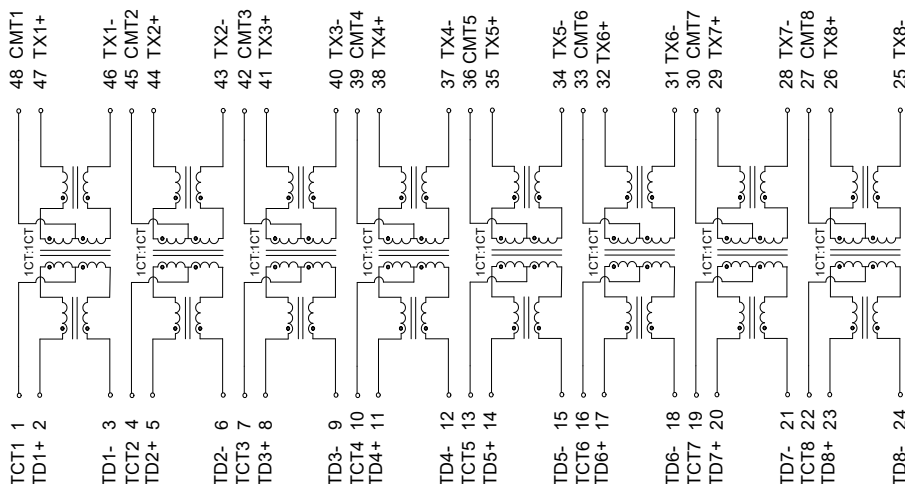 48 CMT1
47 TX1+
46 TX1-
45 CMT2
44 TX2+
43 TX2-
42 CMT3
41 TX3+
40 TX3-
39 CMT4
38 TX4+
37 TX4-
36 CMT5
35 TX5+
34 TX5-
33 CMT6
32 TX6+
31 TX6-
30 CMT7
29 TX7+
28 TX7-
27 CMT8
26 TX8+
25 TX8-
1CT:1CT
1CT:1CT
1CT:1CT
1CT:1CT
1CT:1CT
1CT:1CT
1CT:1CT
1CT:1CT
TCT1 1
TD1+ 2
TD1- 3
TCT2 4
TD2+ 5
TD2- 6
TCT3 7
TD3+ 8
TD3- 9
TCT4 10
TD4+ 11
TD4- 12
TCT5 13
TD5+ 14
TD5- 15
TCT6 16
TD6+ 17
TD6- 18
TCT7 19
TD7+ 20
TD7- 21
TCT8 22
TD8+ 23
TD8- 24